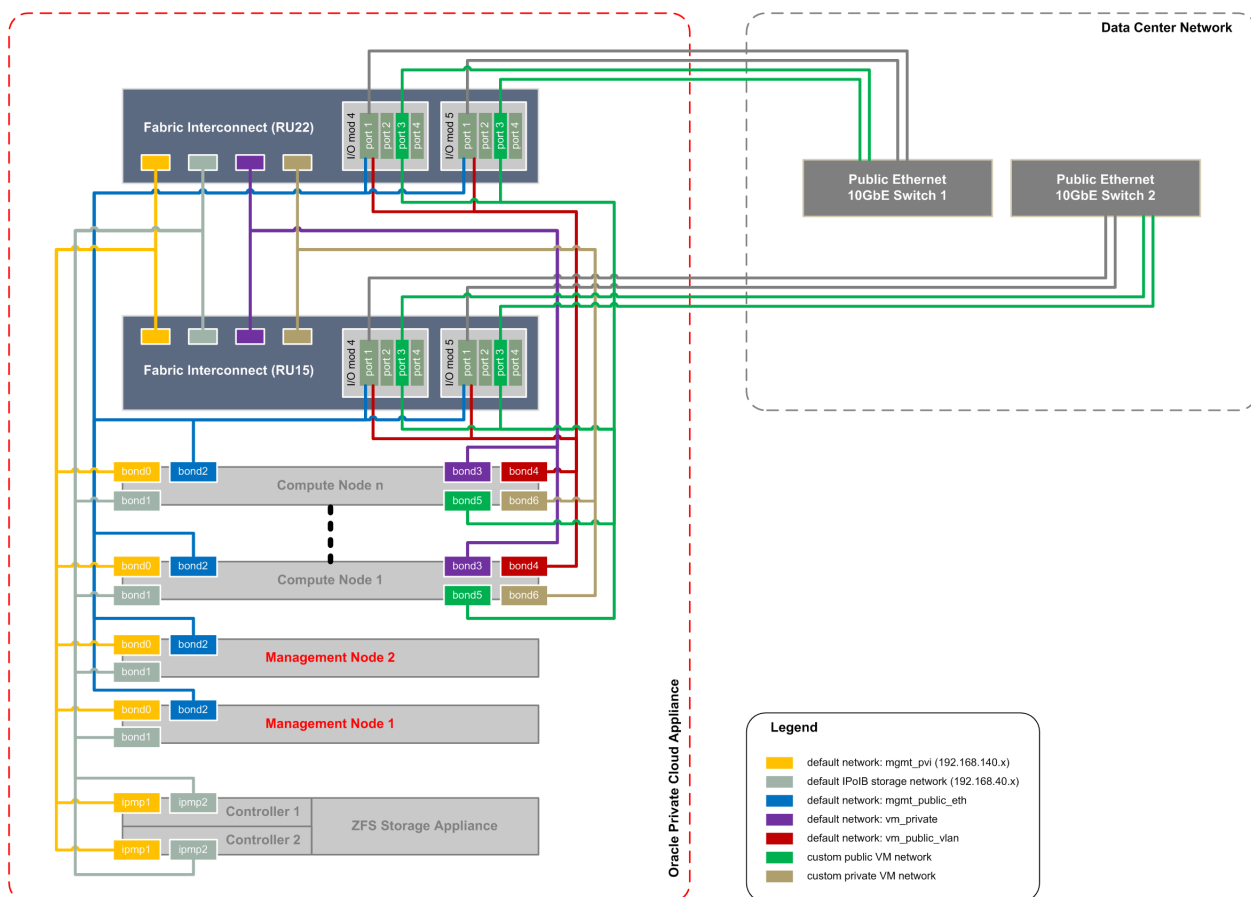 Data Center Network
Fabric Interconnect (RU22)
I/O mod 4
port 1
port 2
port 3
port 4
I/O mod 5
port 1
port 2
port 3
port 4
Public Ethernet
10GbE Switch 1
Public Ethernet
10GbE Switch 2
Fabric Interconnect (RU15)
I/O mod 4
port 1
port 2
port 3
port 4
I/O mod 5
port 1
port 2
port 3
port 4
bond0
bond2
bond3
bond4
Compute Node n
bond1
bond5
bond6
bond0
bond2
bond3
bond4
Compute Node 1
bond1
bond5
bond6
bond0
bond2
Management Node 2
bond1
bond0
bond2
Management Node 1
bond1
ipmp1
ipmp2
Controller 1
ZFS Storage Appliance
Controller 2
ipmp1
ipmp2
Oracle Private Cloud Appliance
Legend
default network: mgmt_pvi (192.168.140.x)
default IPoIB storage network (192.168.40.x)
default network: mgmt_public_eth
default network: vm_private
default network: vm_public_vlan
custom public VM network
custom private VM network